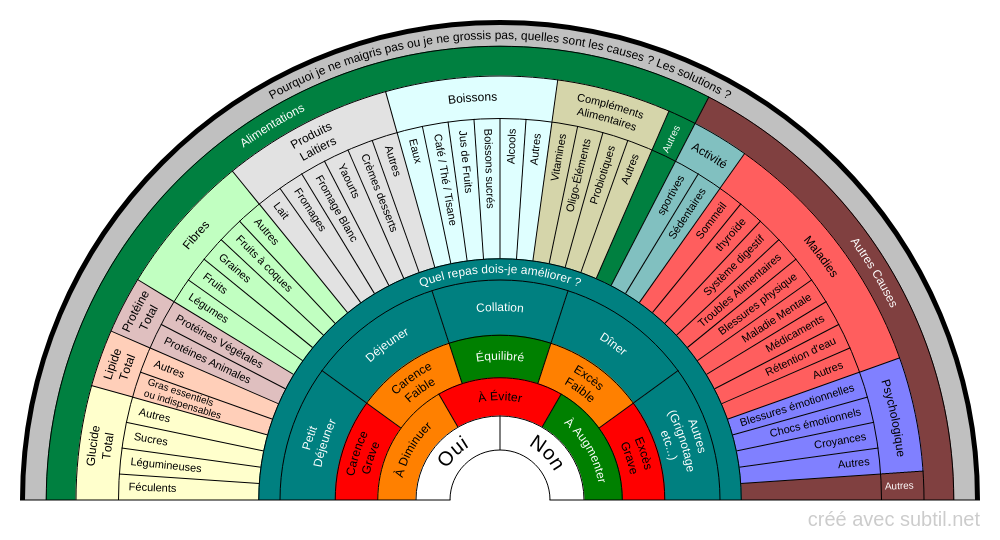 Pourquoi je ne maigris pas ou je ne grossis pas, quelles sont les causes ? Les solutions ?
Alimentations
Autres Causes
Glucide
Total
Féculents
Légumineuses
Sucres
Autres
Lipide
Total
Gras essentiels
ou indispensables
Autres
Protéine
Total
Protéines Animales
Protéines Végétales
Fibres
Légumes
Fruits
Graines
Fruits à coques
Autres
Produits
Laitiers
Lait
Fromages
Fromage Blanc
Yaourts
Crèmes desserts
Autres
Boissons
Eaux
Café / Thé / Tisane
Jus de Fruits
Boissons sucrés
Alcools
Autres
Compléments
Alimentaires
Vitamines
Oligo-Éléments
Probiotiques
Autres
Autres
Activité
sportives
Sédentaires
Maladies
Sommeil
thyroïde
Système digestif
Troubles Alimentaires
Blessures physique
Maladie Mentale
Médicaments
Rétention d'eau
Autres
Psychologique
Blessures émotionnelles
Chocs émotionnels
Croyances
Autres
Autres
Quel repas dois-je améliorer ?
Petit
Déjeuner
Déjeuner
Collation
Dîner
Autres
(Grignotage
etc...)
Carence
Grave
Carence
Faible
Équilibré
Excès
Faible
Excès
Grave
À Diminuer
À Éviter
À Augmenter
Oui
Non
créé avec subtil.net